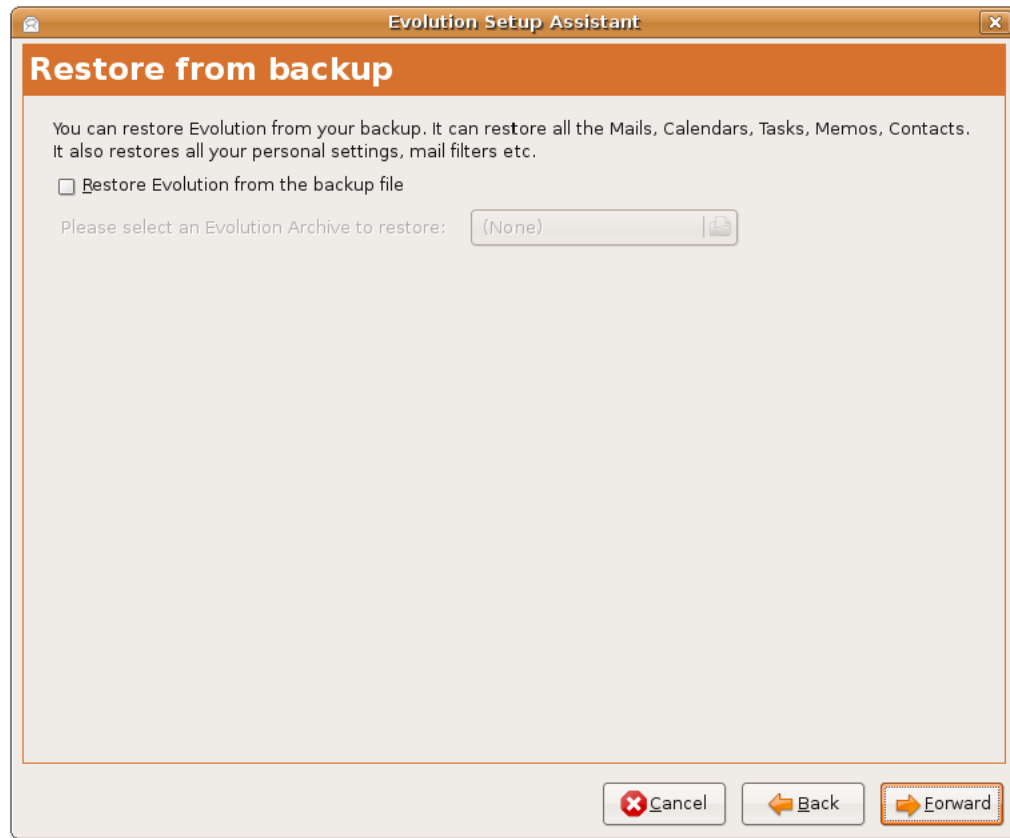 Evolution Setup Assistant
Restore from backup
You can restore Evolution from your backup. It can restore all the Mails, Calendars, Tasks, Memos, Contacts.
It also restores all your personal settings, mail filters etc.
Restore Evolution from the backup file
Please select an Evolution Archive to restore: (None)
Cancel Back Forward